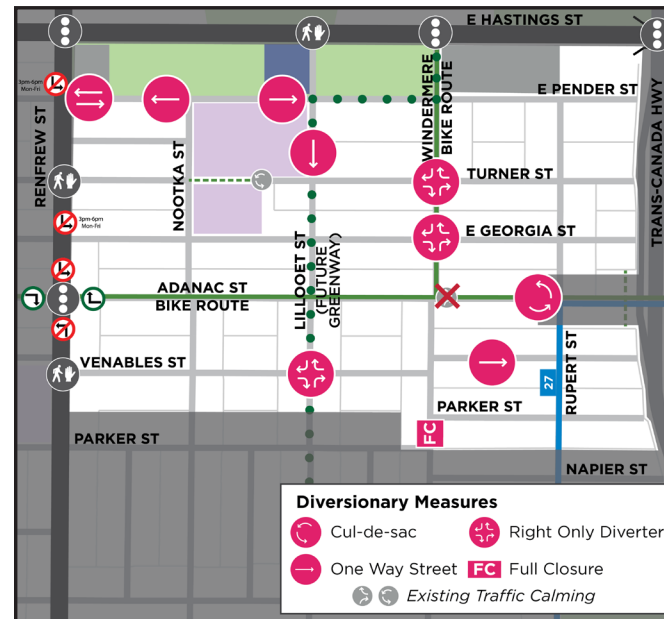 E HASTINGS ST
3pm-6pm
Mon-Fri
E PENDER ST
RENFREW ST
NOOTKA ST
WINDERMERE
BIKE ROUTE
TRANS-CANADA HWY
TURNER ST
3pm-6pm
Mon-Fri
E GEORGIA ST
LILLOOET ST
(FUTURE
GREENWAY)
ADANAC ST
BIKE ROUTE
VENABLES ST
RUPERT ST
27
PARKER ST
FC
PARKER ST
NAPIER ST
Diversionary Measures
Cul-de-sac
Right Only Diverter
One Way Street
FC Full Closure
Existing Traffic Calming